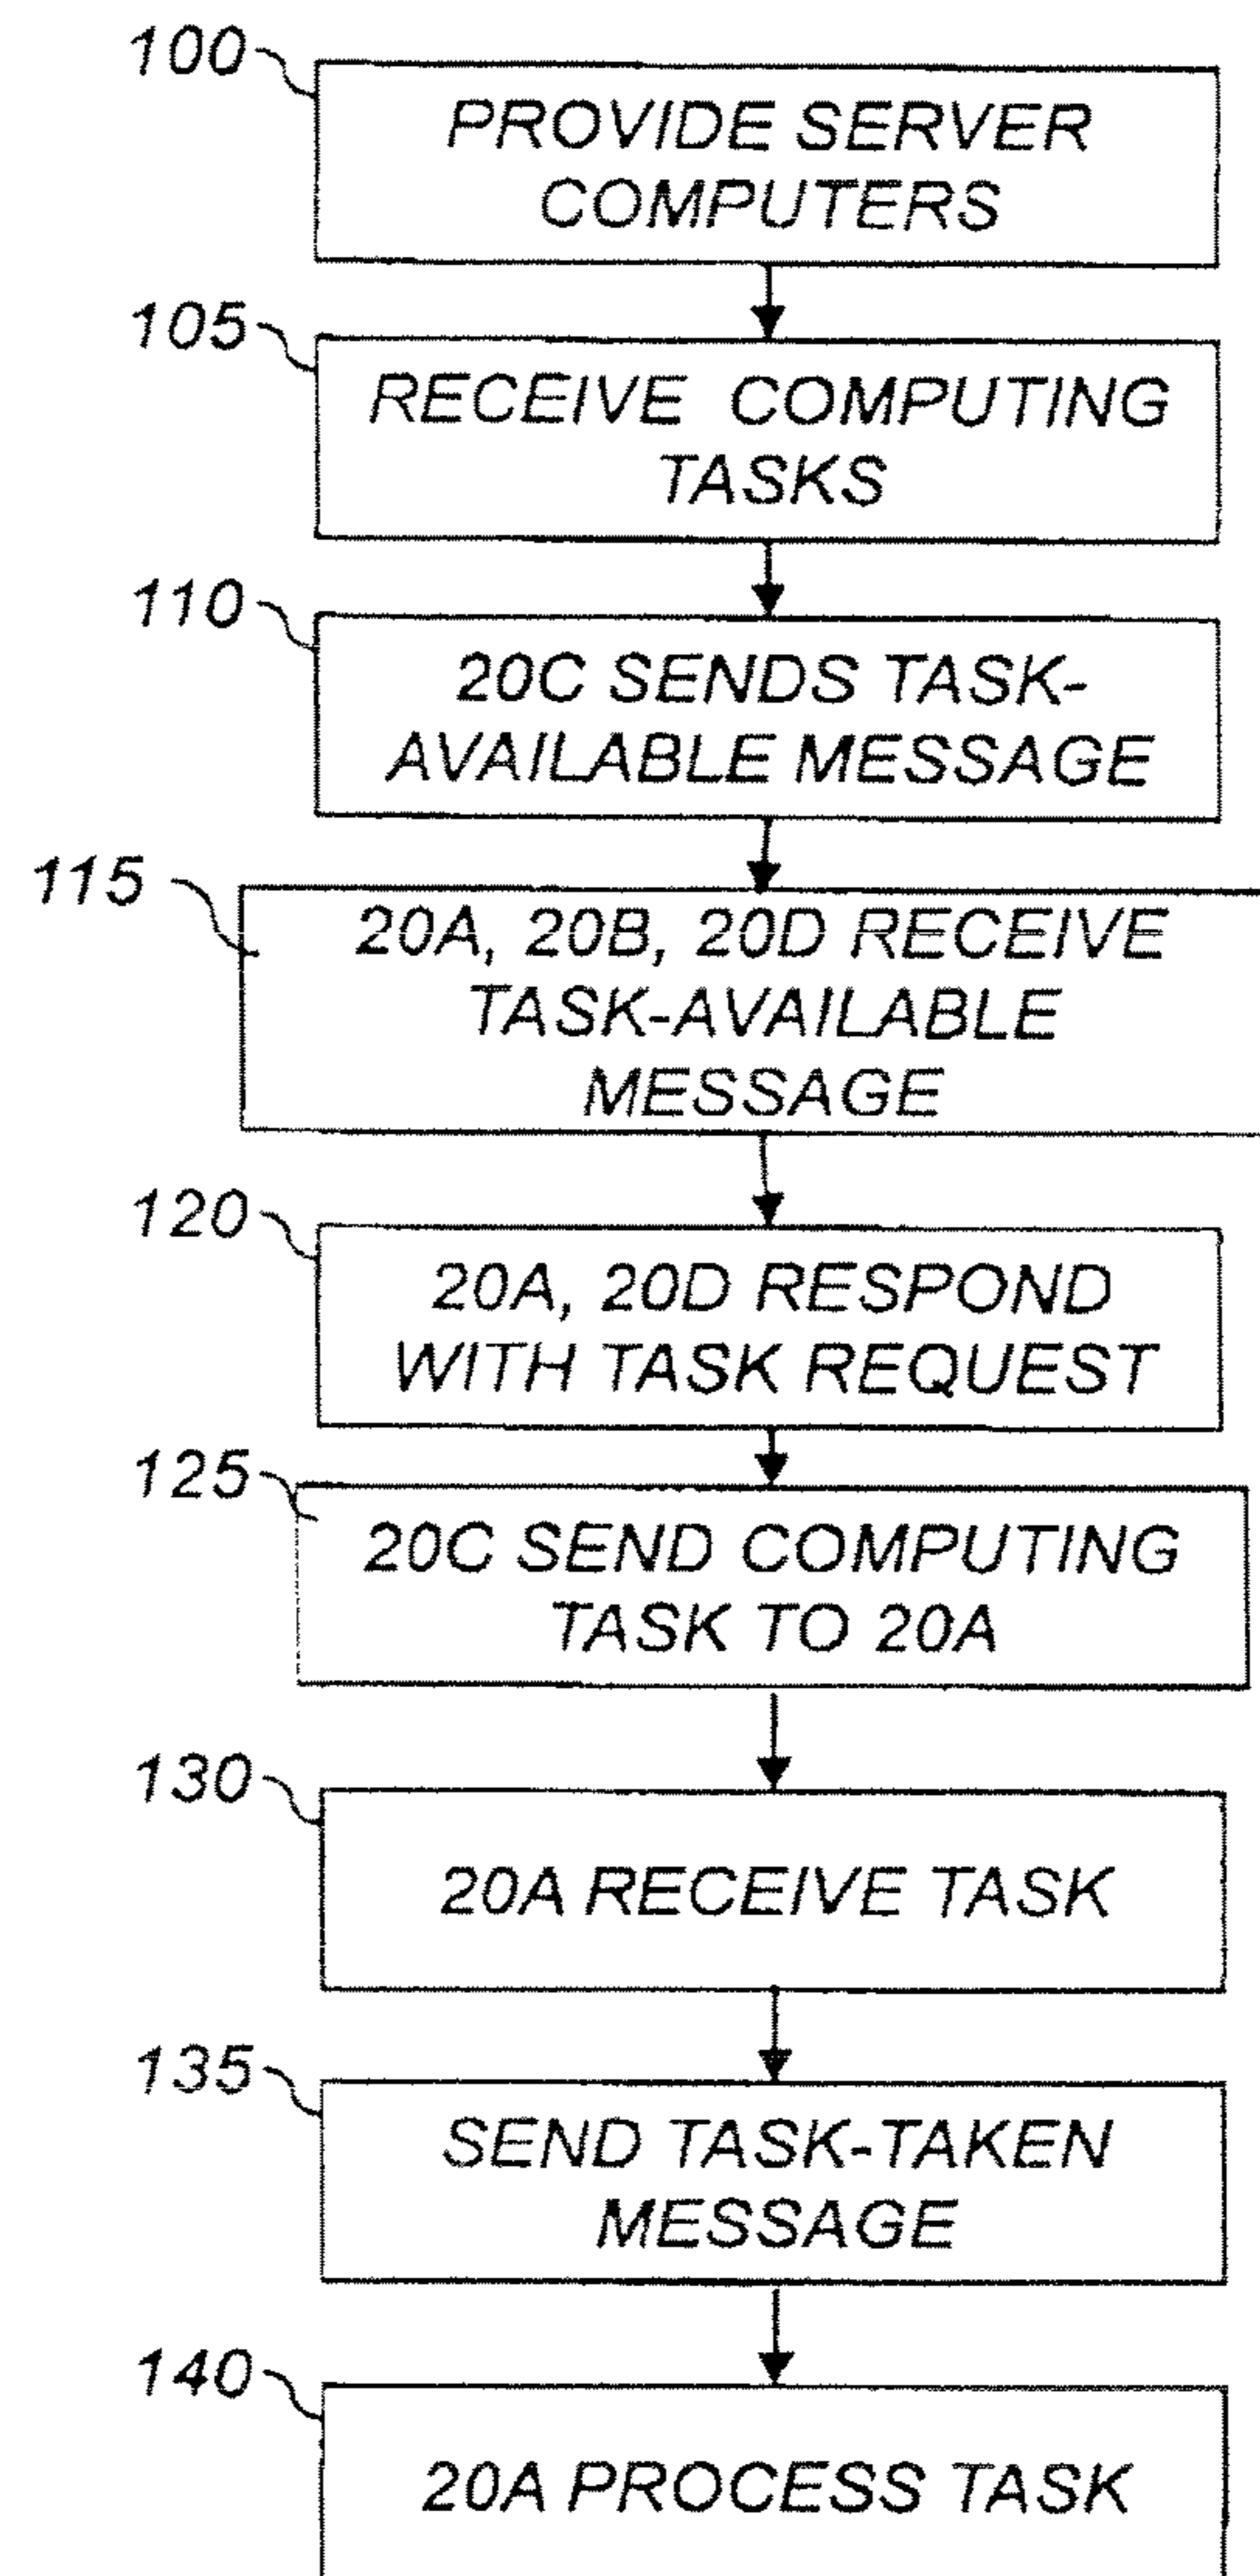 100
PROVIDE SERVER
COMPUTERS
105
RECEIVE COMPUTING
TASKS
110
20C SENDS TASK-
AVAILABLE MESSAGE
115
20A, 20B, 20D RECEIVE
TASK-AVAILABLE
MESSAGE
120
20A, 20D RESPOND
WITH TASK REQUEST
125
20C SEND COMPUTING
TASK TO 20A
130
20A RECEIVE TASK
135
SEND TASK-TAKEN
MESSAGE
140
20A PROCESS TASK